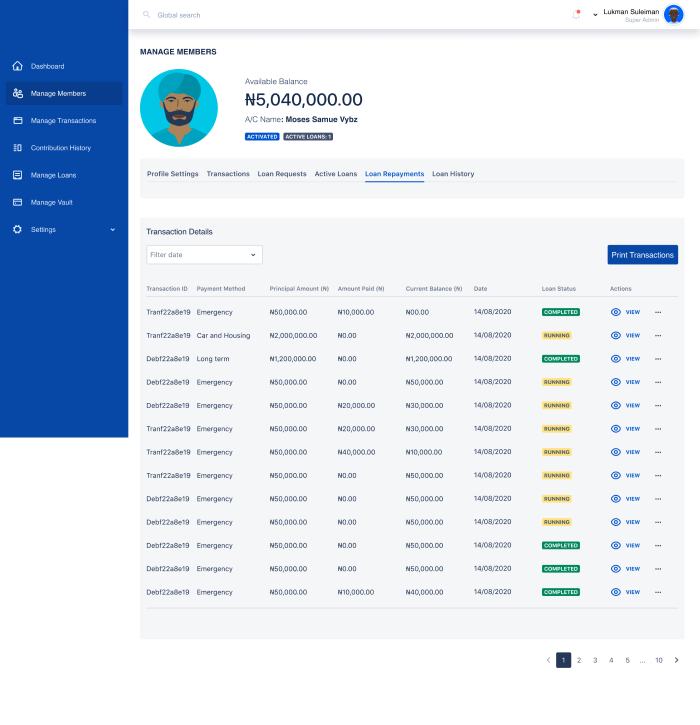 Global search
Lukman Suleiman
Super Admin
Dashboard
Manage Members
Manage Transactions
Contribution History
Manage Loans
Manage Vault
Settings
MANAGE MEMBERS
Available Balance
₦5,040,000.00
A/C Name: Moses Samue Vybz
ACTIVATED ACTIVE LOANS: 1
Profile Settings Transactions Loan Requests Active Loans Loan Repayments Loan History
Transaction Details
Filter date
Print Transactions
Transaction ID Payment Method Principal Amount (₦) Amount Paid (₦) Current Balance (₦) Date Loan Status Actions
Tranf22a8e19 Emergency ₦50,000.00 ₦10,000.00 ₦00.00 14/08/2020 COMPLETED VIEW ...
Tranf22a8e19 Car and Housing ₦2,000,000.00 ₦0.00 ₦2,000,000.00 14/08/2020 RUNNING VIEW ...
Debf22a8e19 Long term ₦1,200,000.00 ₦0.00 ₦1,200,000.00 14/08/2020 COMPLETED VIEW ...
Debf22a8e19 Emergency ₦50,000.00 ₦0.00 ₦50,000.00 14/08/2020 RUNNING VIEW ...
Debf22a8e19 Emergency ₦50,000.00 ₦20,000.00 ₦30,000.00 14/08/2020 RUNNING VIEW ...
Tranf22a8e19 Emergency ₦50,000.00 ₦20,000.00 ₦30,000.00 14/08/2020 RUNNING VIEW ...
Tranf22a8e19 Emergency ₦50,000.00 ₦40,000.00 ₦10,000.00 14/08/2020 RUNNING VIEW ...
Tranf22a8e19 Emergency ₦50,000.00 ₦0.00 ₦50,000.00 14/08/2020 RUNNING VIEW ...
Debf22a8e19 Emergency ₦50,000.00 ₦0.00 ₦50,000.00 14/08/2020 RUNNING VIEW ...
Debf22a8e19 Emergency ₦50,000.00 ₦0.00 ₦50,000.00 14/08/2020 RUNNING VIEW ...
Debf22a8e19 Emergency ₦50,000.00 ₦0.00 ₦50,000.00 14/08/2020 COMPLETED VIEW ...
Debf22a8e19 Emergency ₦50,000.00 ₦0.00 ₦50,000.00 14/08/2020 COMPLETED VIEW ...
Debf22a8e19 Emergency ₦50,000.00 ₦10,000.00 ₦40,000.00 14/08/2020 COMPLETED VIEW ...
< 1 2 3 4 5 ... 10 >